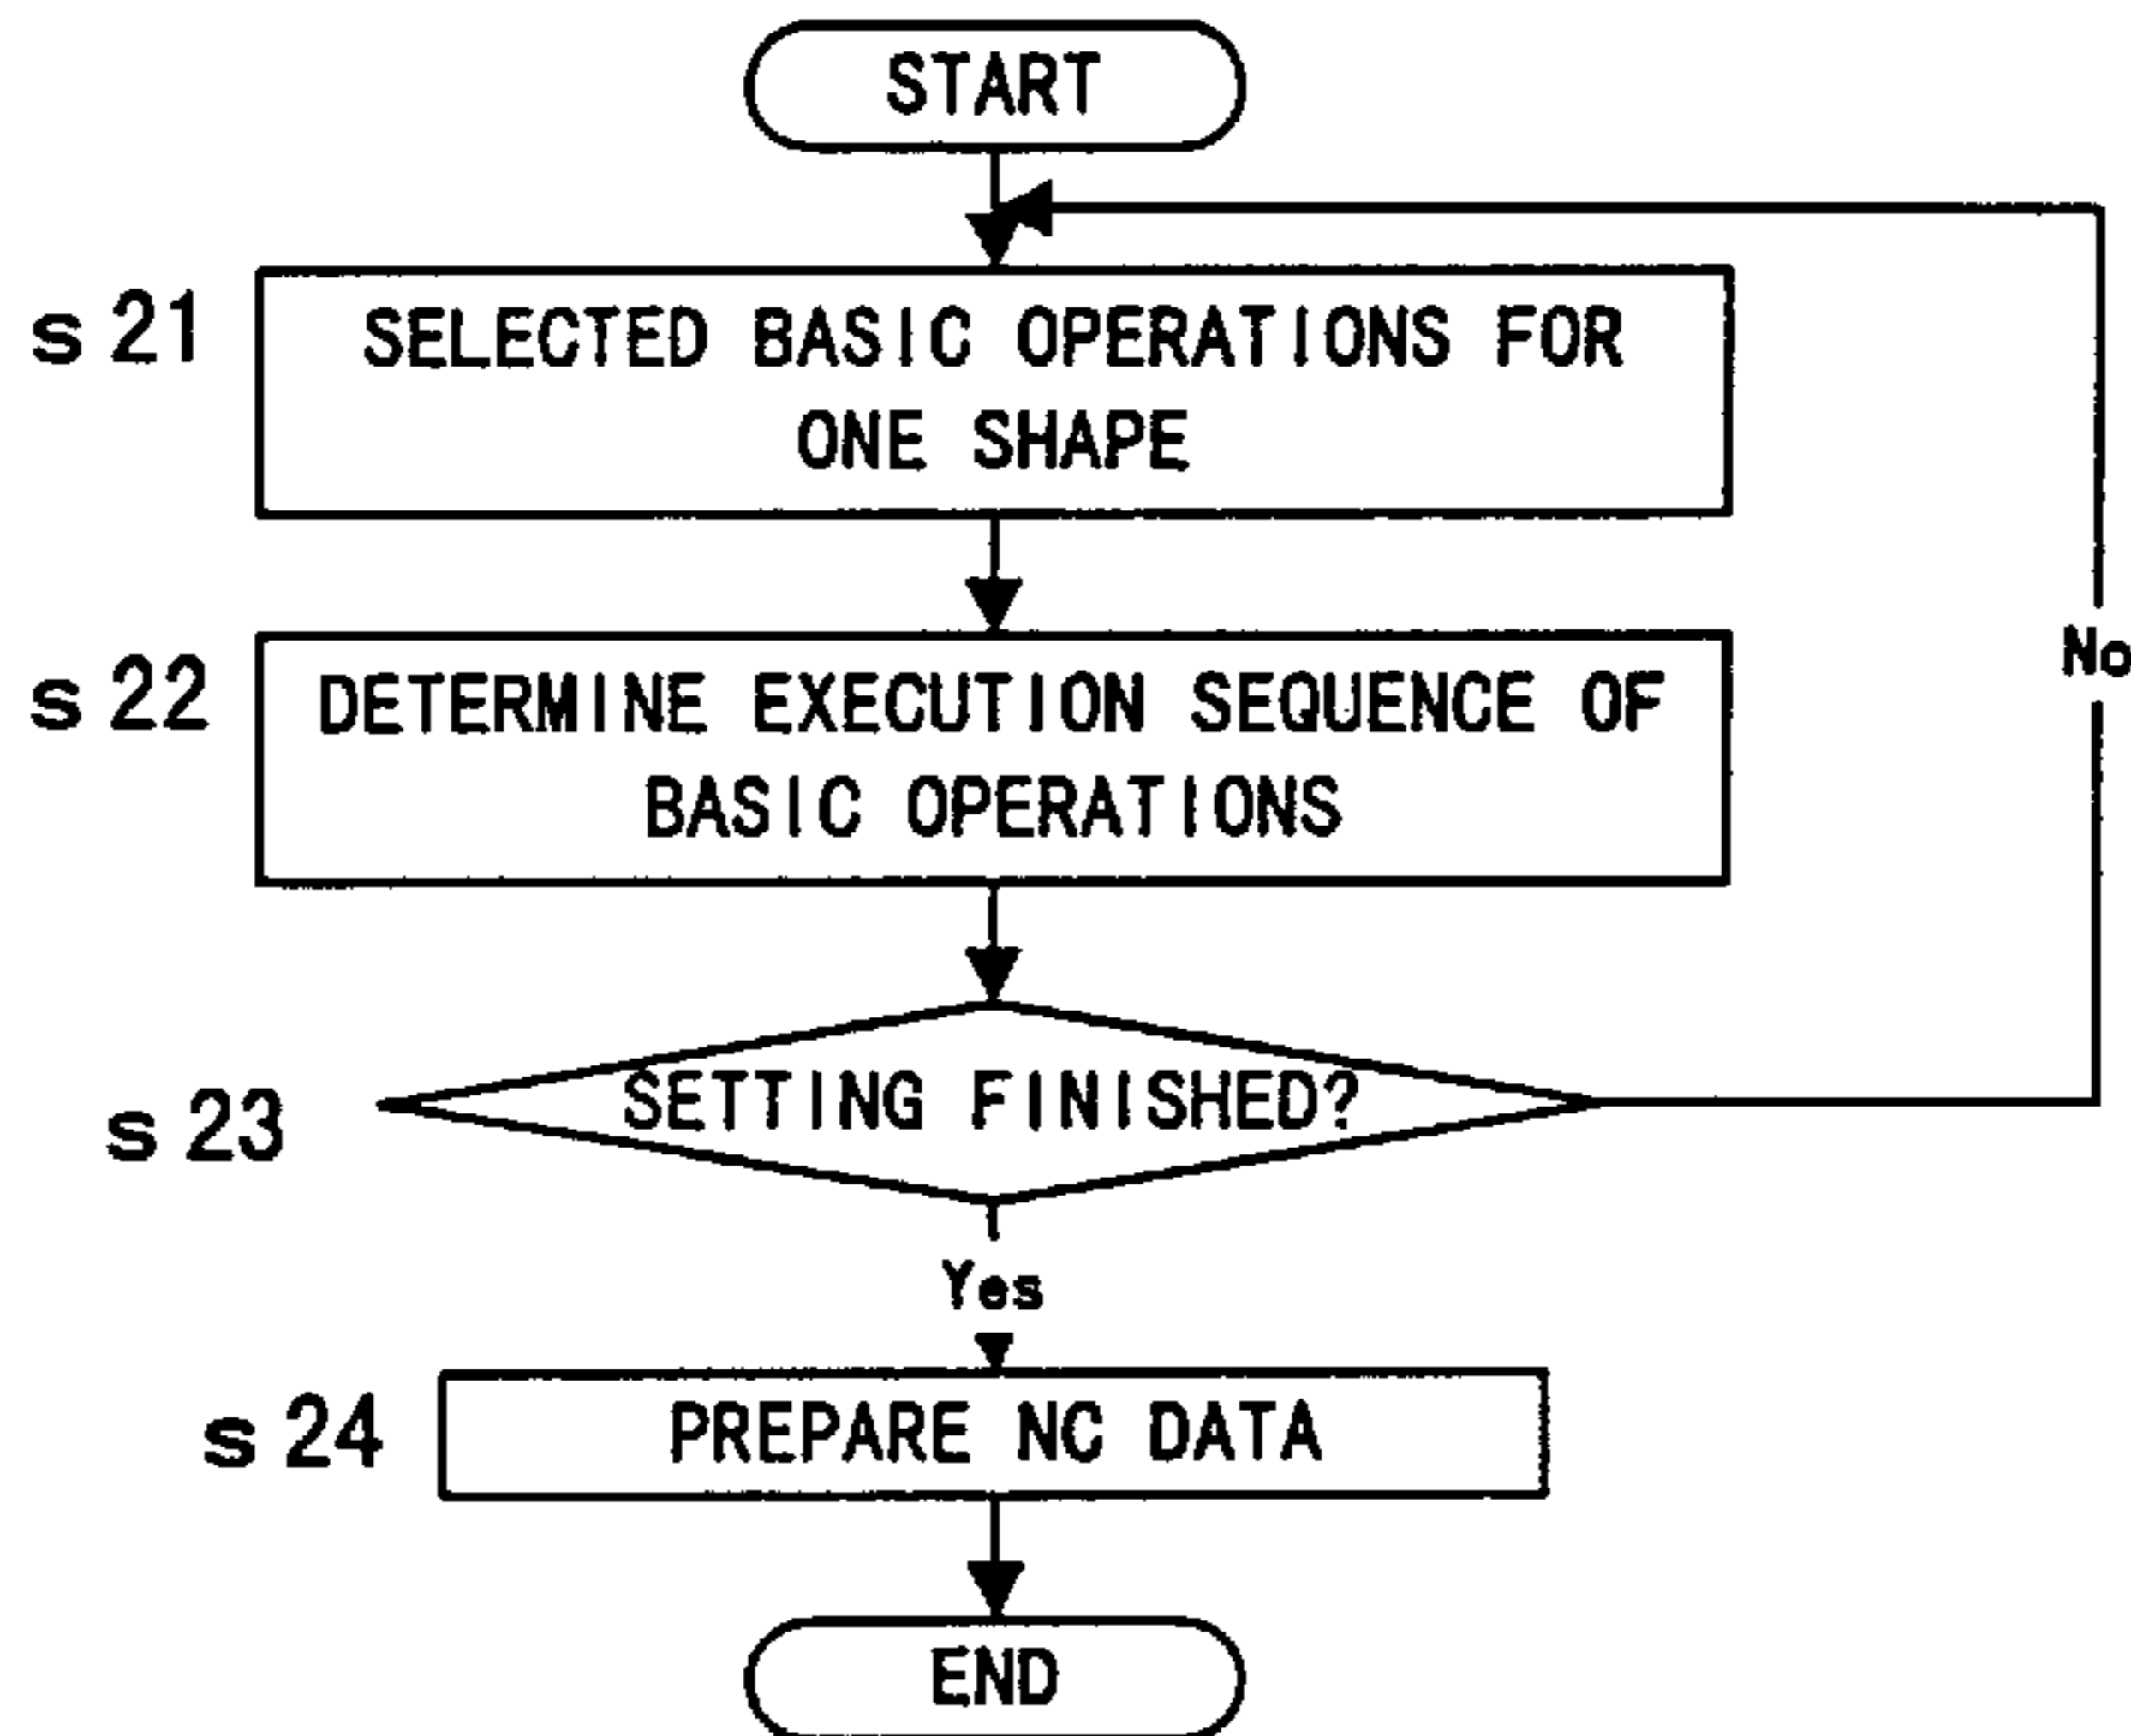 START
s 21
SELECTED BASIC OPERATIONS FOR
ONE SHAPE
s 22
DETERMINE EXECUTION SEQUENCE OF
BASIC OPERATIONS
No
s 23
SETTING FINISHED?
Yes
s 24
PREPARE NC DATA
END